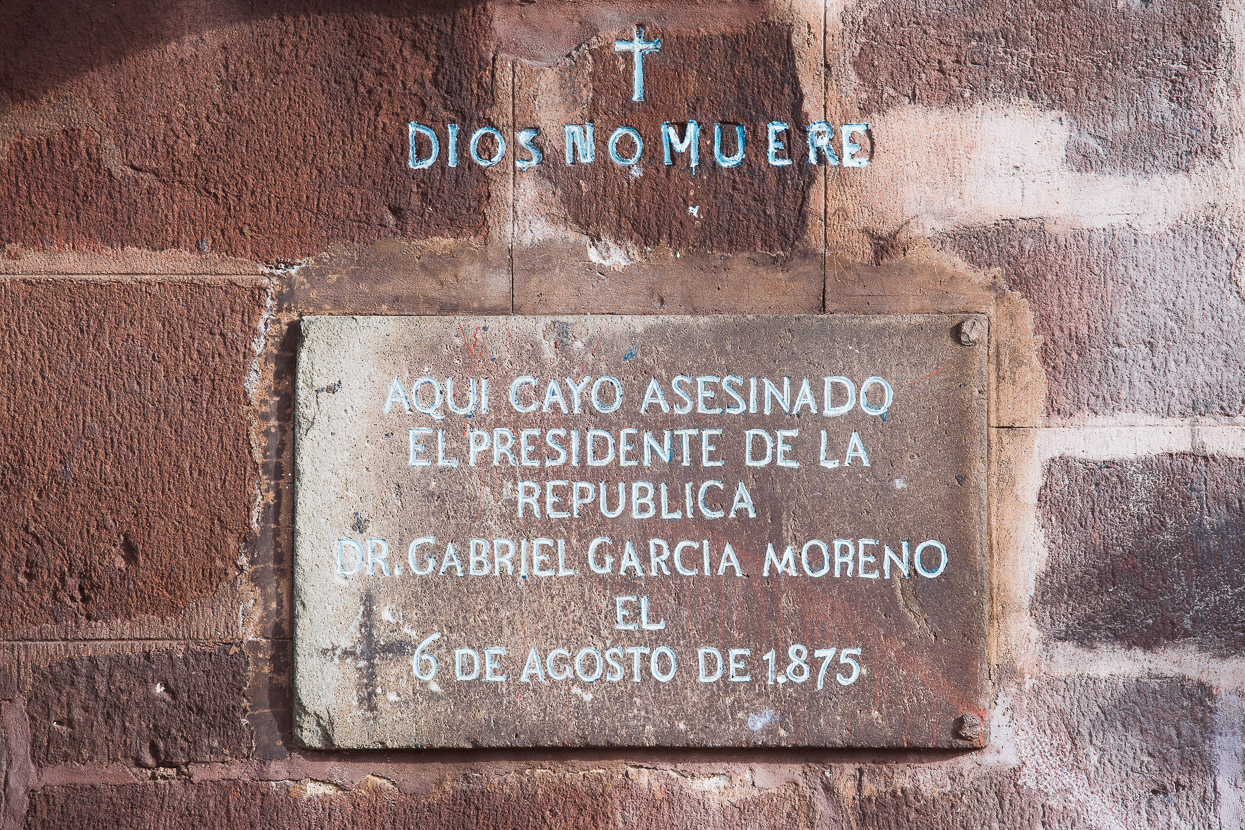 DIOS NO MUERE
AQUI CAYO ASESINADO
EL PRESIDENTE DE LA
REPUBLICA
DR. GABRIEL GARCIA MORENO
EL
6 DE AGOSTO DE 1.875